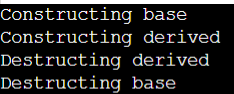 Constructing base
Constructing derived
Destructing derived
Destructing base